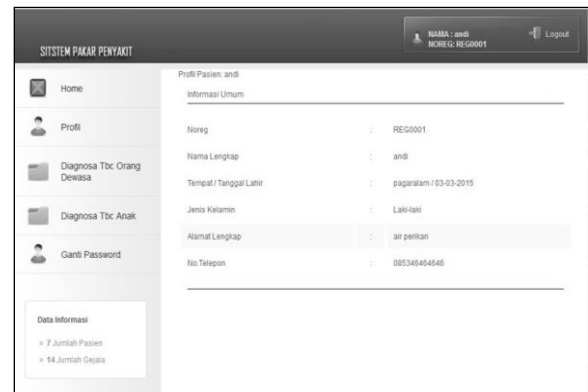 SITSTEM PAKAR PENYAKIT
NAMA : andi
NOREG: REG0001
Logout
Home
Profil
Diagnosa Tbc Orang
Dewasa
Diagnosa Tbc Anak
Ganti Password
Data Informasi
7 Jumlah Pasien
14 Jumlah Gejala
Profil Pasien: andi
Informasi Umum
Noreg : REG0001
Nama Lengkap : andi
Tempat / Tanggal Lahir : pagaralam / 03-03-2015
Jenis Kelamin : Laki-laki
Alamat Lengkap : air perikan
No.Telepon : 085346464646